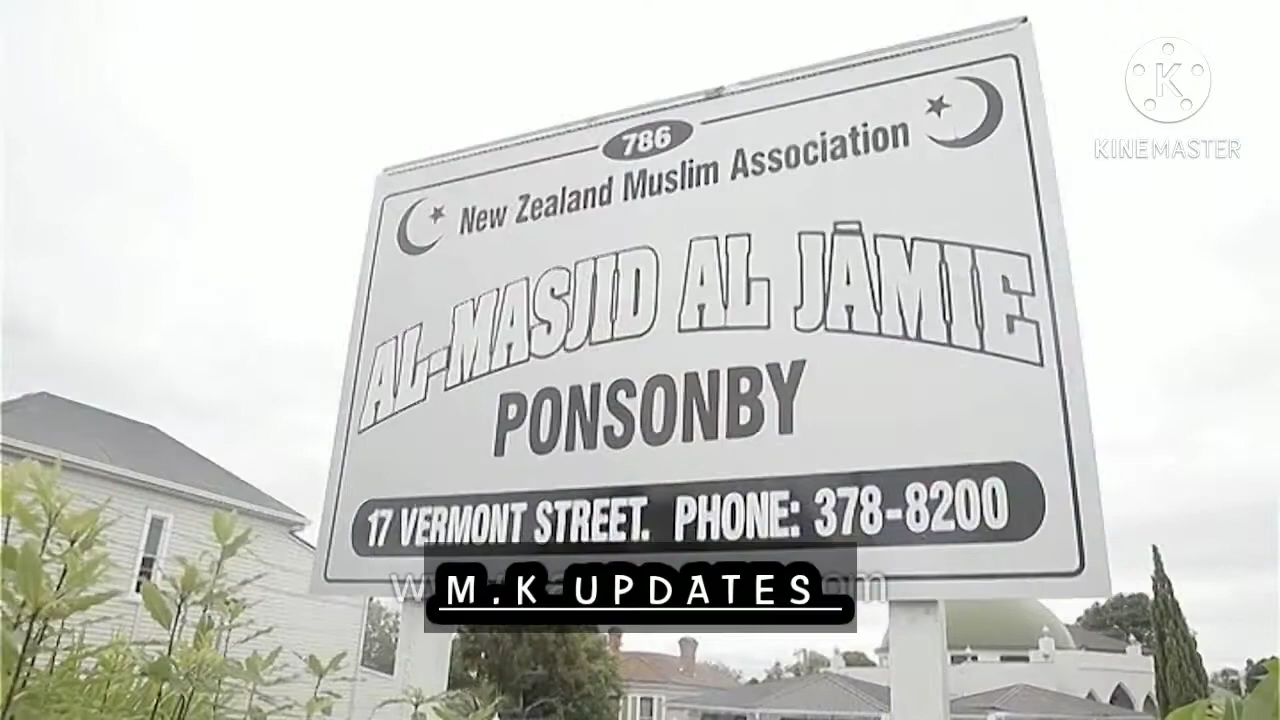 786
New Zealand Muslim Association
AL-MASJID AL JĀMIE
PONSONBY
17 VERMONT STREET. PHONE: 378-8200
M.K UPDATES
K
KINEMASTER